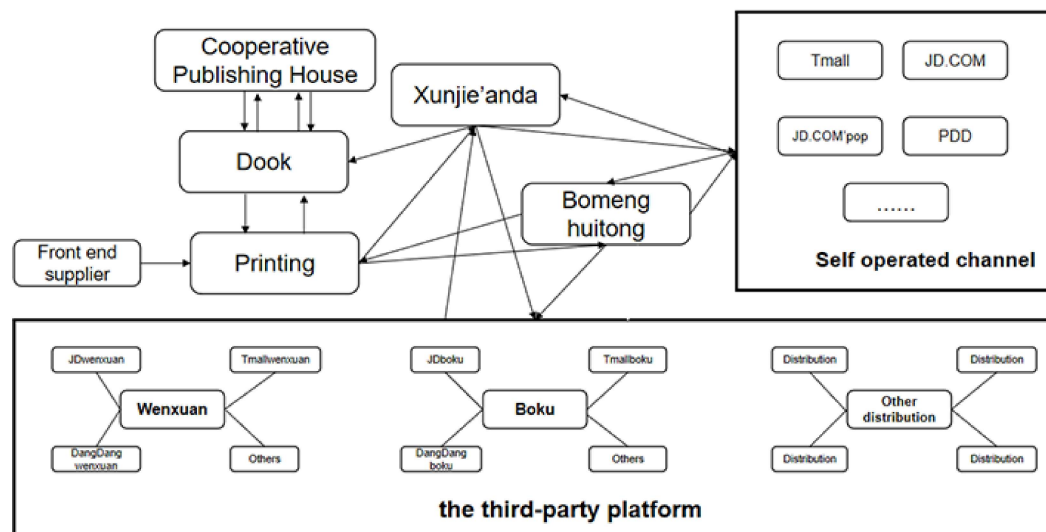 Cooperative
Publishing House
Xunjie'anda
Tmall
JD.COM
Dook
JD.COM'pop
PDD
Bomeng
huitong
……
Front end
supplier
Printing
Self operated channel
JDwenxuan
Tmallwenxuan
JDboku
Tmallboku
Distribution
Distribution
Wenxuan
Boku
Other
distribution
DangDang
wenxuan
Others
DangDang
boku
Others
Distribution
Distribution
the third-party platform